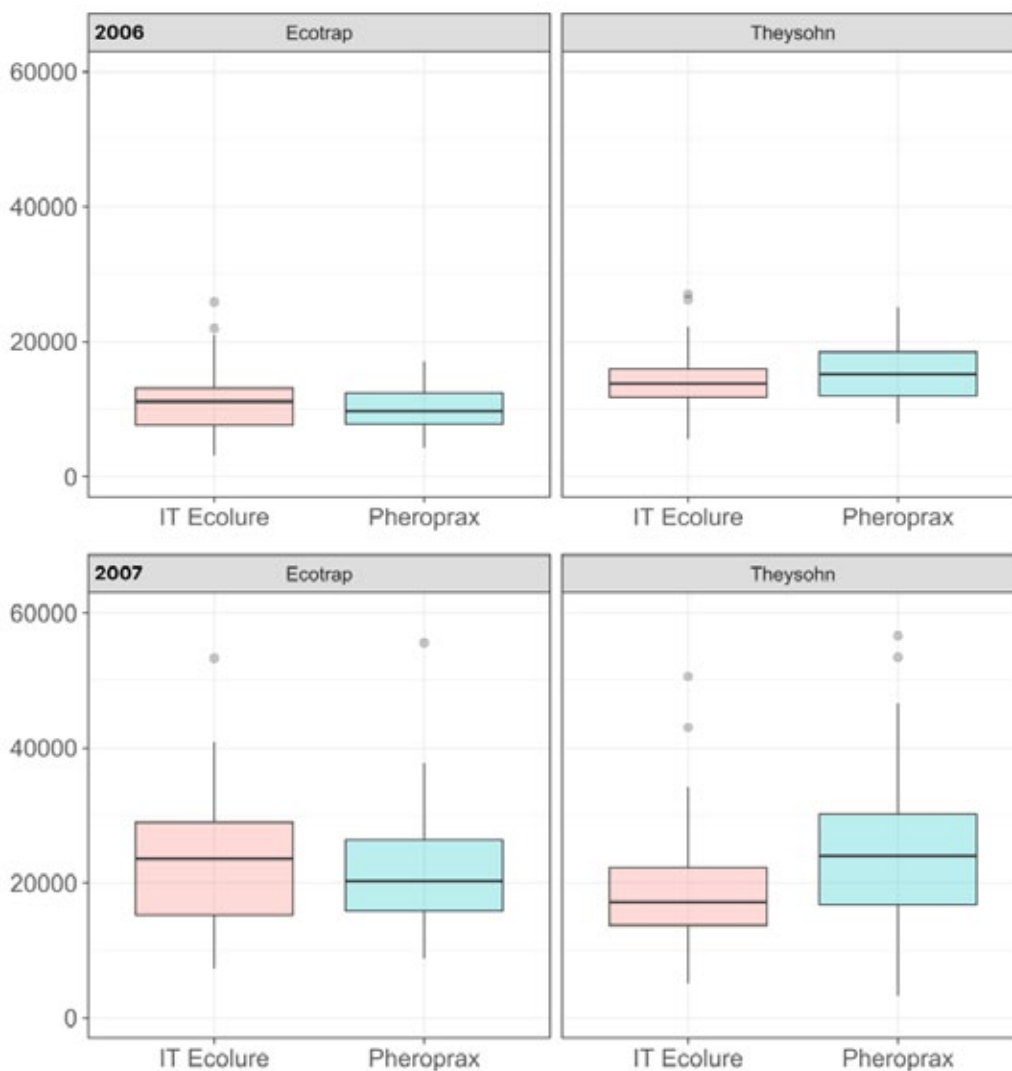 2006 Ecotrap Theysohn
60000
40000
20000
0
IT Ecolure Pheroprax IT Ecolure Pheroprax
2007 Ecotrap Theysohn
60000
40000
20000
0
IT Ecolure Pheroprax IT Ecolure Pheroprax